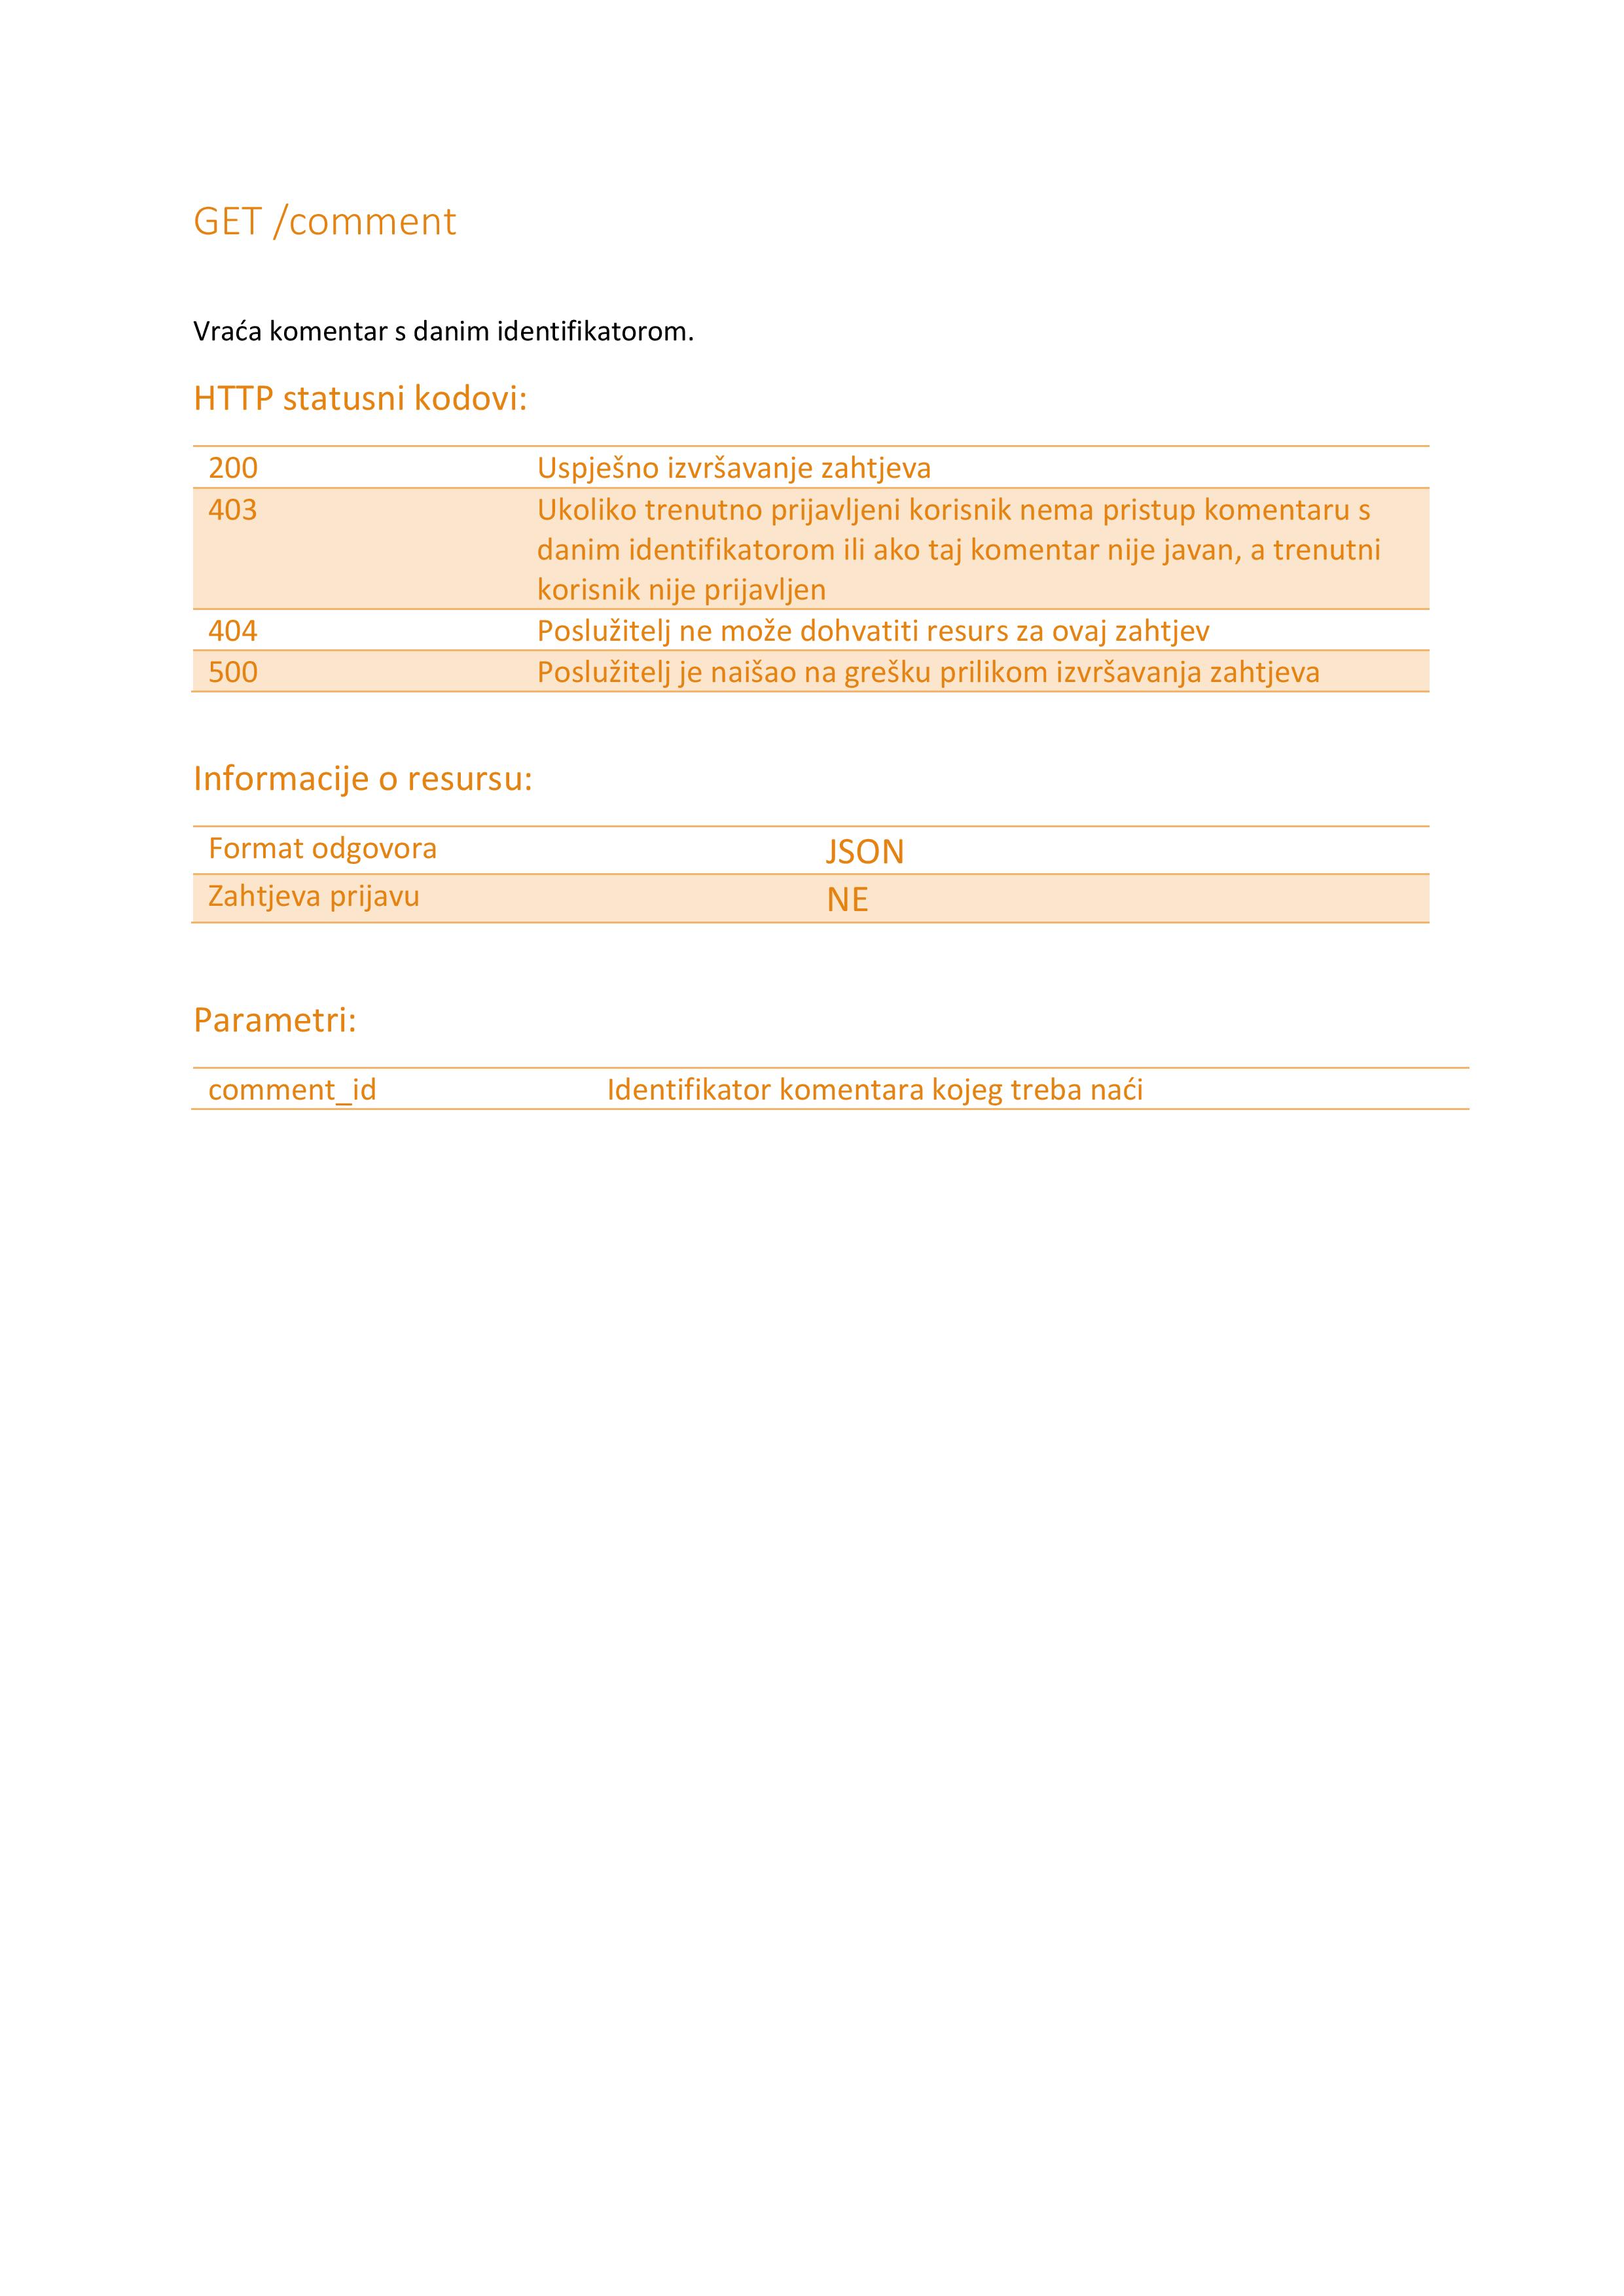 GET /comment
Vraća komentar s danim identifikatorom.
HTTP statusni kodovi:
200 Uspješno izvršavanje zahtjeva
403 Ukoliko trenutno prijavljeni korisnik nema pristup komentaru s
danim identifikatorom ili ako taj komentar nije javan, a trenutni
korisnik nije prijavljen
404 Poslužitelj ne može dohvatiti resurs za ovaj zahtjev
500 Poslužitelj je naišao na grešku prilikom izvršavanja zahtjeva
Informacije o resursu:
Format odgovora JSON
Zahtjeva prijavu NE
Parametri:
comment_id Identifikator komentara kojeg treba naći